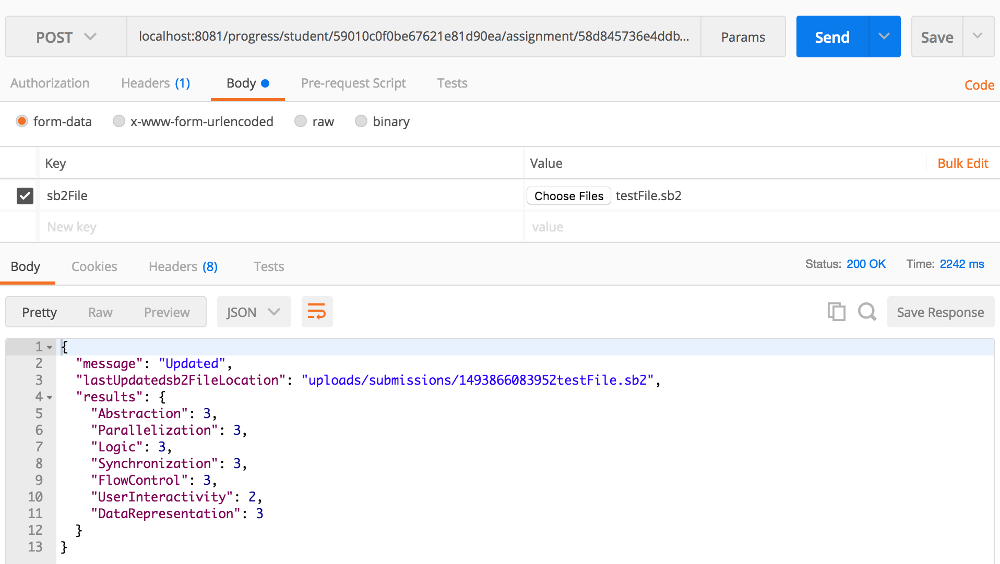 POST localhost:8081/progress/student/59010c0f0be67621e81d90ea/assignment/58d845736e4ddb... Params Send Save
Authorization Headers (1) Body Pre-request Script Tests Code
form-data x-www-form-urlencoded raw binary
Key Value Bulk Edit
sb2File Choose Files testFile.sb2
New key value
Body Cookies Headers (8) Tests Status: 200 OK Time: 2242 ms
Pretty Raw Preview JSON Save Response
1 {
2 "message": "Updated",
3 "lastUpdatedsb2FileLocation": "uploads/submissions/1493866083952testFile.sb2",
4 "results": {
5 "Abstraction": 3,
6 "Parallelization": 3,
7 "Logic": 3,
8 "Synchronization": 3,
9 "FlowControl": 3,
10 "UserInteractivity": 2,
11 "DataRepresentation": 3
12 }
13 }